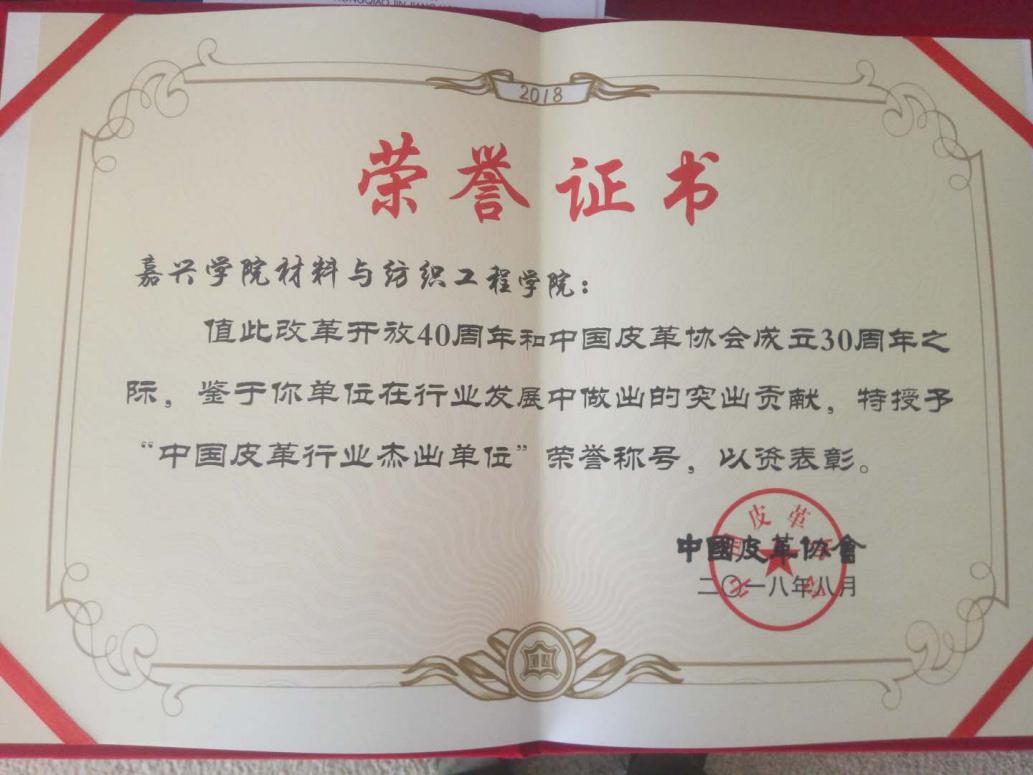 2018
荣誉证书
嘉兴学院材料与纺织工程学院：
值此改革开放40周年和中国皮革协会成立30周年之
际，鉴于你单位在行业发展中做出的突出贡献，特授予
“中国皮革行业杰出单位”荣誉称号，以资表彰。
皮革
中國皮革协會
二〇一八年八月